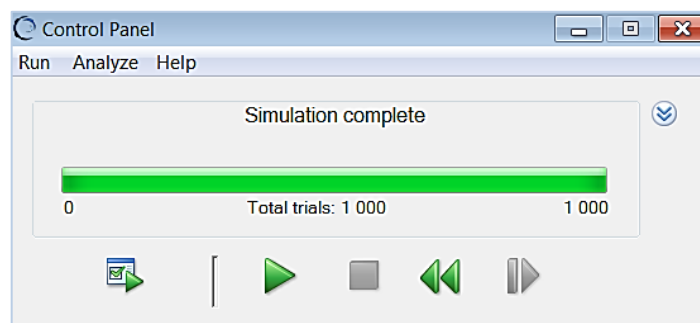 Control Panel
Run Analyze Help
Simulation complete
0 Total trials: 1 000 1 000